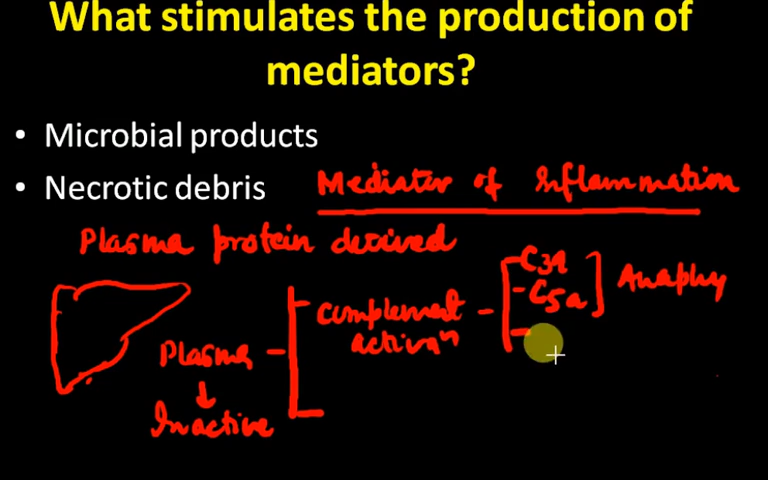 What stimulates the production of
mediators?
• Microbial products
• Necrotic debris
Mediator of Inflammation
Plasma protein derived
C3a
- C5a
Anaphy
complement
activan
Plasma
Inactive